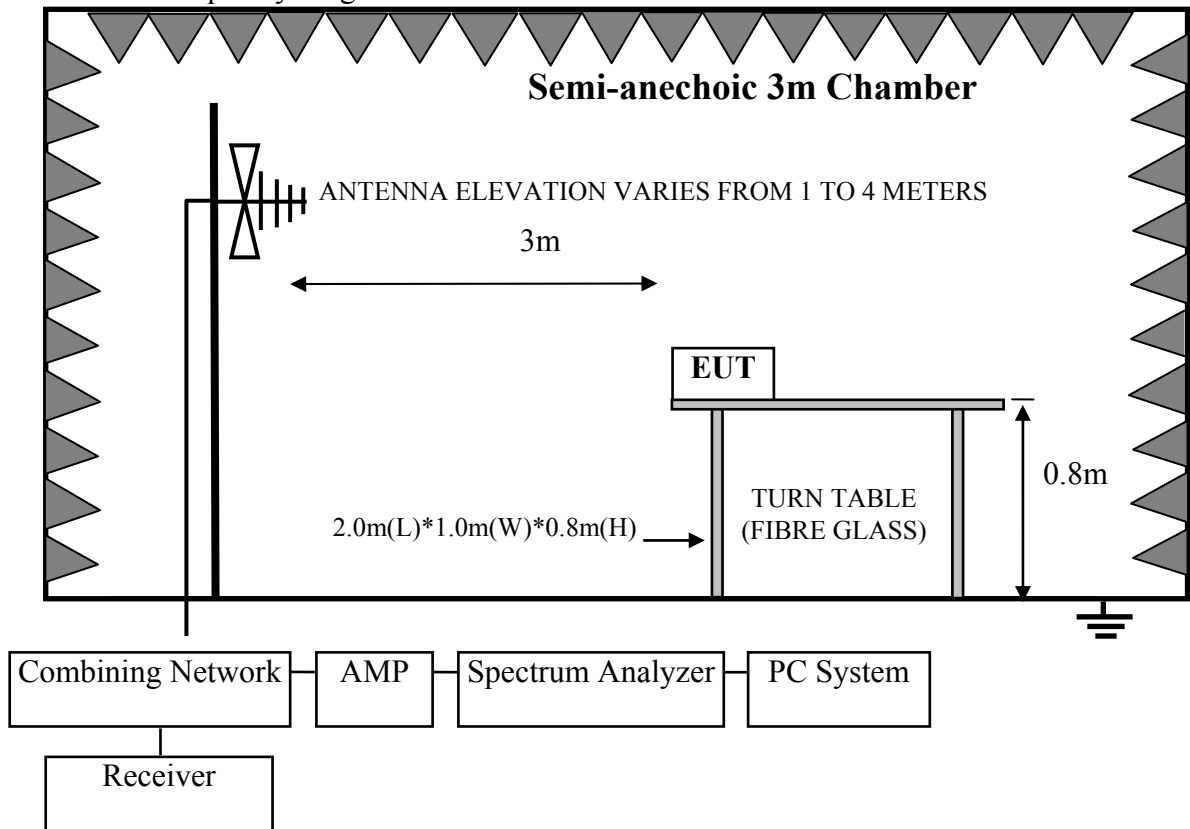 Semi-anechoic 3m Chamber
ANTENNA ELEVATION VARIES FROM 1 TO 4 METERS
3m
EUT
0.8m
TURN TABLE
(FIBRE GLASS)
2.0m(L)*1.0m(W)*0.8m(H)
Combining Network
AMP
Spectrum Analyzer
PC System
Receiver